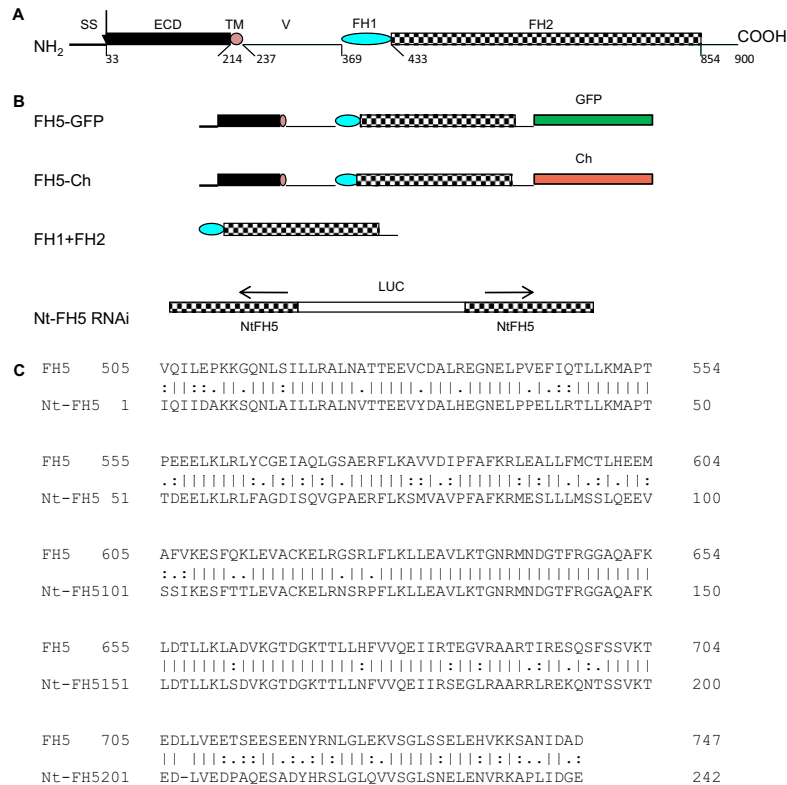 A
SS ECD TM V FH1 FH2
NH2 COOH
33 214 237 369 433 854 900
B
GFP
FH5-GFP
Ch
FH5-Ch
FH1+FH2
LUC
Nt-FH5 RNAi
NtFH5 NtFH5
C FH5 505 VQILEPKKGQNLSILLRALNATTEEVCDALREGNELPVEFIQTLLKMAPT 554
:||::.||.|||:|||||||.|||||.||||.||||||.|:::||||||||
Nt-FH5 1 IQIIDAKKSQNLAILLRALNVTTEEVYDALHEGNELPPELLRTLLKMAPT 50
FH5 555 PEEELKLRLYCGEIAQLGSAERFLKAVVDIPFAFKRLEALLFMCTLHEEM 604
.:|||||||:.|:|.|:|.||||||::|.:||||||:|:||.|.:|.||:
Nt-FH5 51 TDEELKLRLFAGDISQVGPAERFLKSMVAVPFAFKRMESLLLMSSLQEEV 100
FH5 605 AFVKESFQKLEVACKELRGSRLFLKLLEAVLKTGNRMNDGTFRGGAQAFK 654
:.:||||..|||||||||.||.||||||||||||||||||||||||||||
Nt-FH5101 SSIKESFTTLEVACKELRNSRPFLKLLEAVLKTGNRMNDGTFRGGAQAFK 150
FH5 655 LDTLLKLADVKGTDGKTTLLHFVVQEIIRTEGVRAARTIRESQSFSSVKT 704
|||||||:||||||||||||:||||||||:||:||||.:||.:.||||||
Nt-FH5151 LDTLLKLSDVKGTDGKTTLLNFVVQEIIRSEGLRAARRLREKQNTSSVKT 200
FH5 705 EDLLVEETSEESEENYRNLGLEKVSGLSSELEHVKKSANIDAD 747
|| |||:.:.||.:.||:|||:.||||||:|||:|:|:..||.:
Nt-FH5201 ED-LVEDPAQESADYHRSLGLQVVSGLSNELENVRKAPLIDGE 242